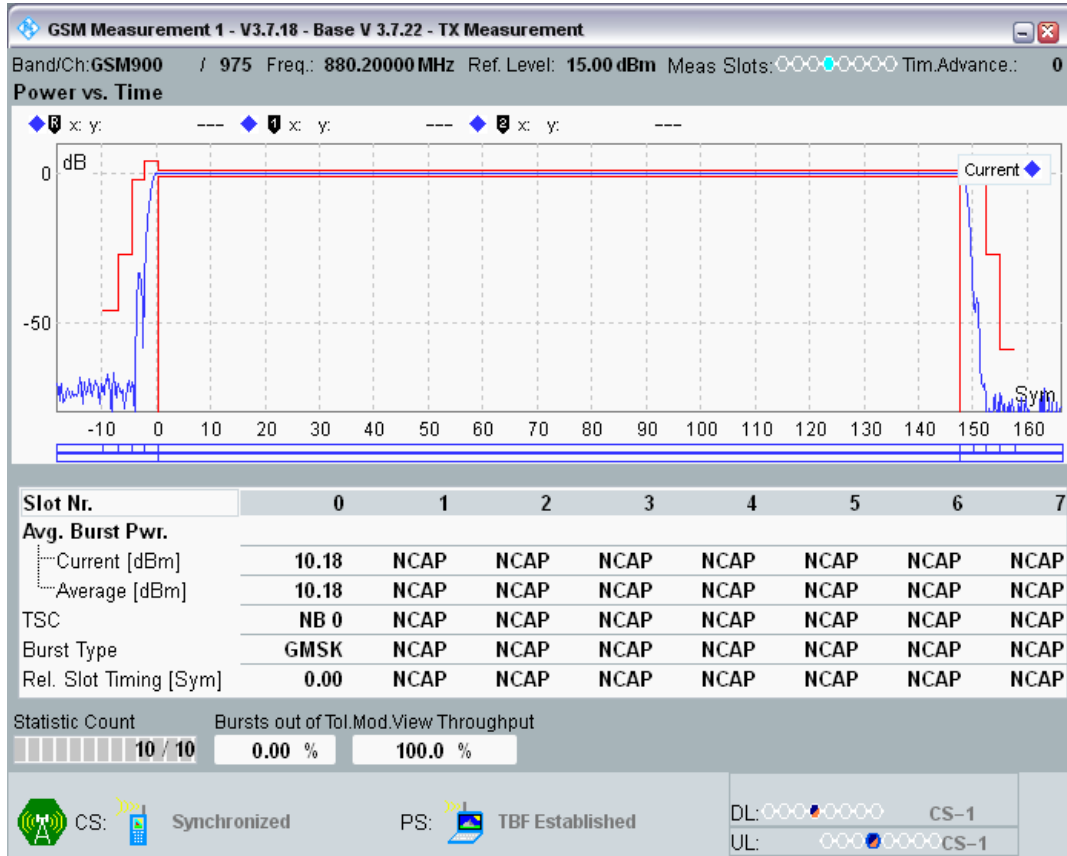 GSM Measurement 1 - V3.7.18 - Base V 3.7.22 - TX Measurement
Band/Ch:GSM900 / 975 Freq.: 880.20000 MHz Ref. Level: 15.00 dBm Meas Slots: Tim.Advance.: 0
Power vs. Time
R x: y: --- 1 x: y: --- 2 x: y: ---
dB
Current
0
-50
Sym
-10 0 10 20 30 40 50 60 70 80 90 100 110 120 130 140 150 160
Slot Nr. 0 1 2 3 4 5 6 7
Avg. Burst Pwr.
Current [dBm] 10.18 NCAP NCAP NCAP NCAP NCAP NCAP NCAP
Average [dBm] 10.18 NCAP NCAP NCAP NCAP NCAP NCAP NCAP
TSC NB 0 NCAP NCAP NCAP NCAP NCAP NCAP NCAP
Burst Type GMSK NCAP NCAP NCAP NCAP NCAP NCAP NCAP
Rel. Slot Timing [Sym] 0.00 NCAP NCAP NCAP NCAP NCAP NCAP NCAP
Statistic Count Bursts out of Tol. Mod.View Throughput
10 / 10 0.00 % 100.0 %
CS: Synchronized PS: TBF Established DL: CS-1
UL: CS-1